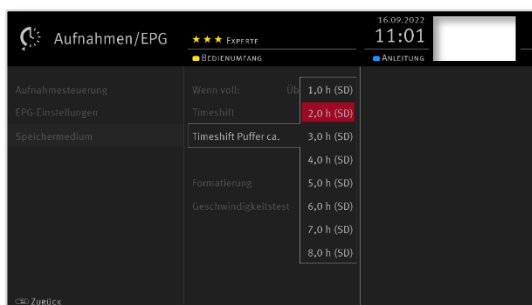 Aufnahmen/EPG
★★★ EXPERTE
BEDIENUMFANG
16.09.2022
11:01
ANLEITUNG
Aufnahmesteuerung
EPG-Einstellungen
Speichermedium
Wenn voll: Üb
Timeshift
Timeshift Puffer ca.
Formatierung
Geschwindigkeitstest
1,0 h (SD)
2,0 h (SD)
3,0 h (SD)
4,0 h (SD)
5,0 h (SD)
6,0 h (SD)
7,0 h (SD)
8,0 h (SD)
ZURÜCK